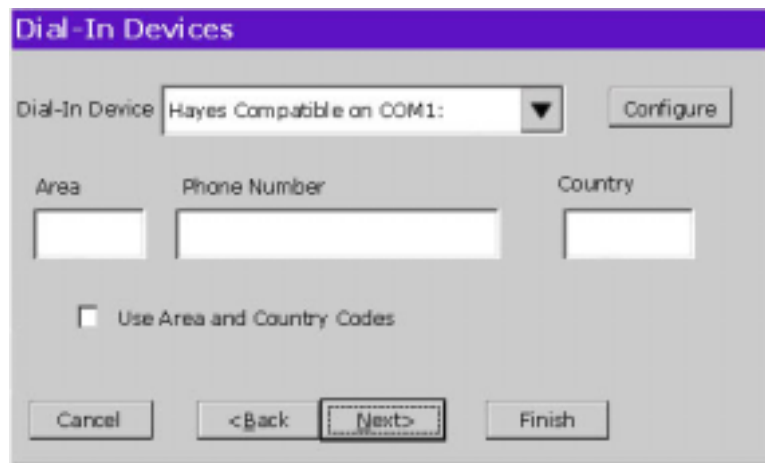 Dial-In Devices
Dial-In Device Hayes Compatible on COM1: Configure
Area Phone Number Country
Use Area and Country Codes
Cancel <Back Next> Finish